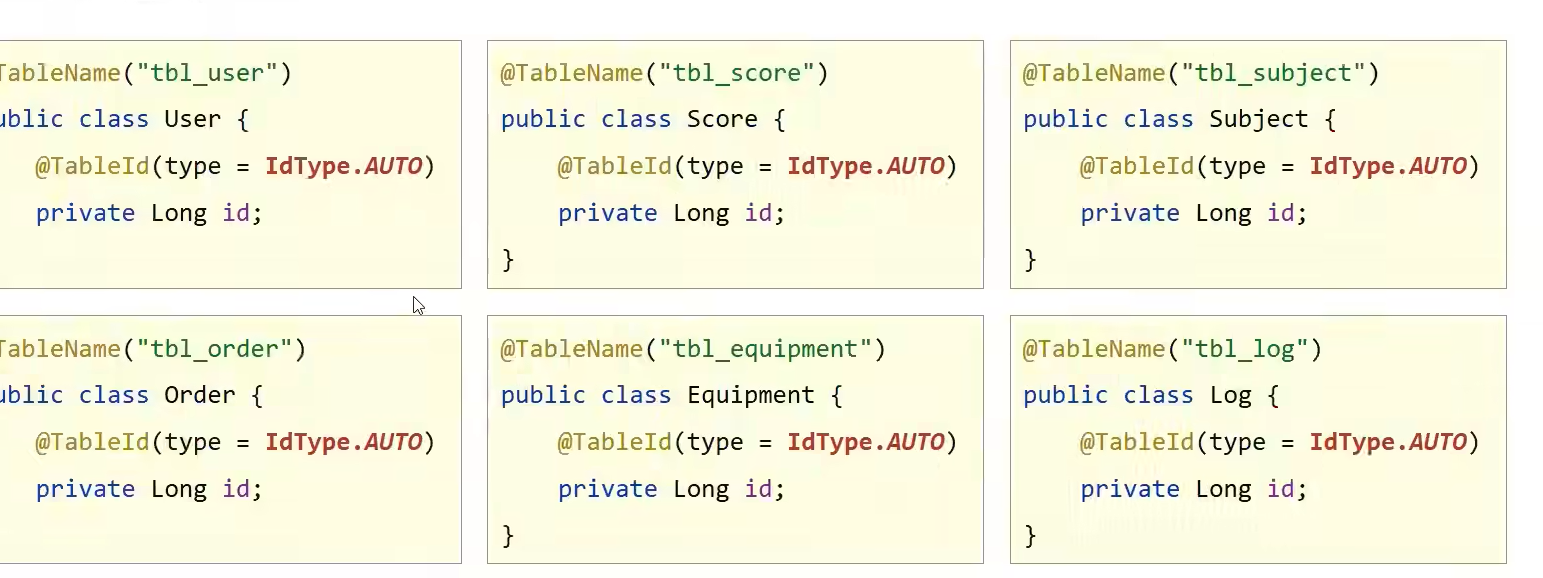 TableName("tbl_user")
ublic class User {
@TableId(type = IdType.AUTO)
private Long id;
@TableName("tbl_score")
public class Score {
@TableId(type = IdType.AUTO)
private Long id;
}
@TableName("tbl_subject")
public class Subject {
@TableId(type = IdType.AUTO)
private Long id;
}
TableName("tbl_order")
ublic class Order {
@TableId(type = IdType.AUTO)
private Long id;
@TableName("tbl_equipment")
public class Equipment {
@TableId(type = IdType.AUTO)
private Long id;
}
@TableName("tbl_log")
public class Log {
@TableId(type = IdType.AUTO)
private Long id;
}